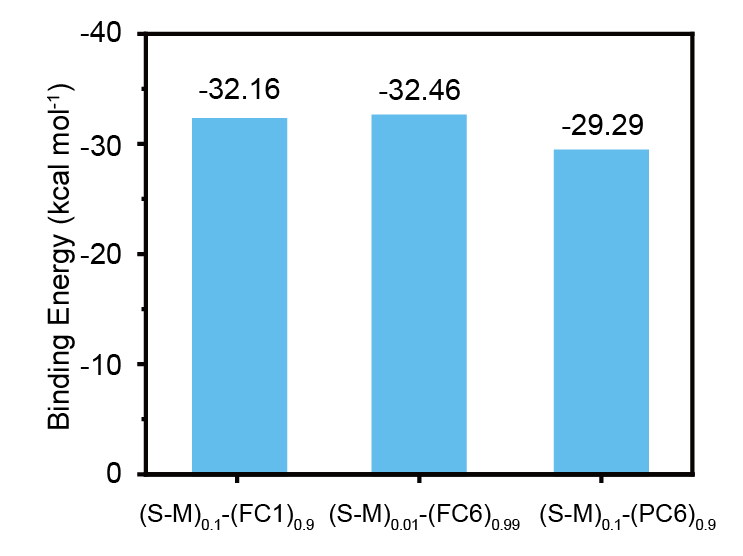 -40
-30
-20
-10
0
Binding Energy (kcal mol⁻¹)
-32.16
-32.46
-29.29
(S-M)₀.₁-(FC1)₀.₉
(S-M)₀.₀₁-(FC6)₀.₉₉
(S-M)₀.₁-(PC6)₀.₉